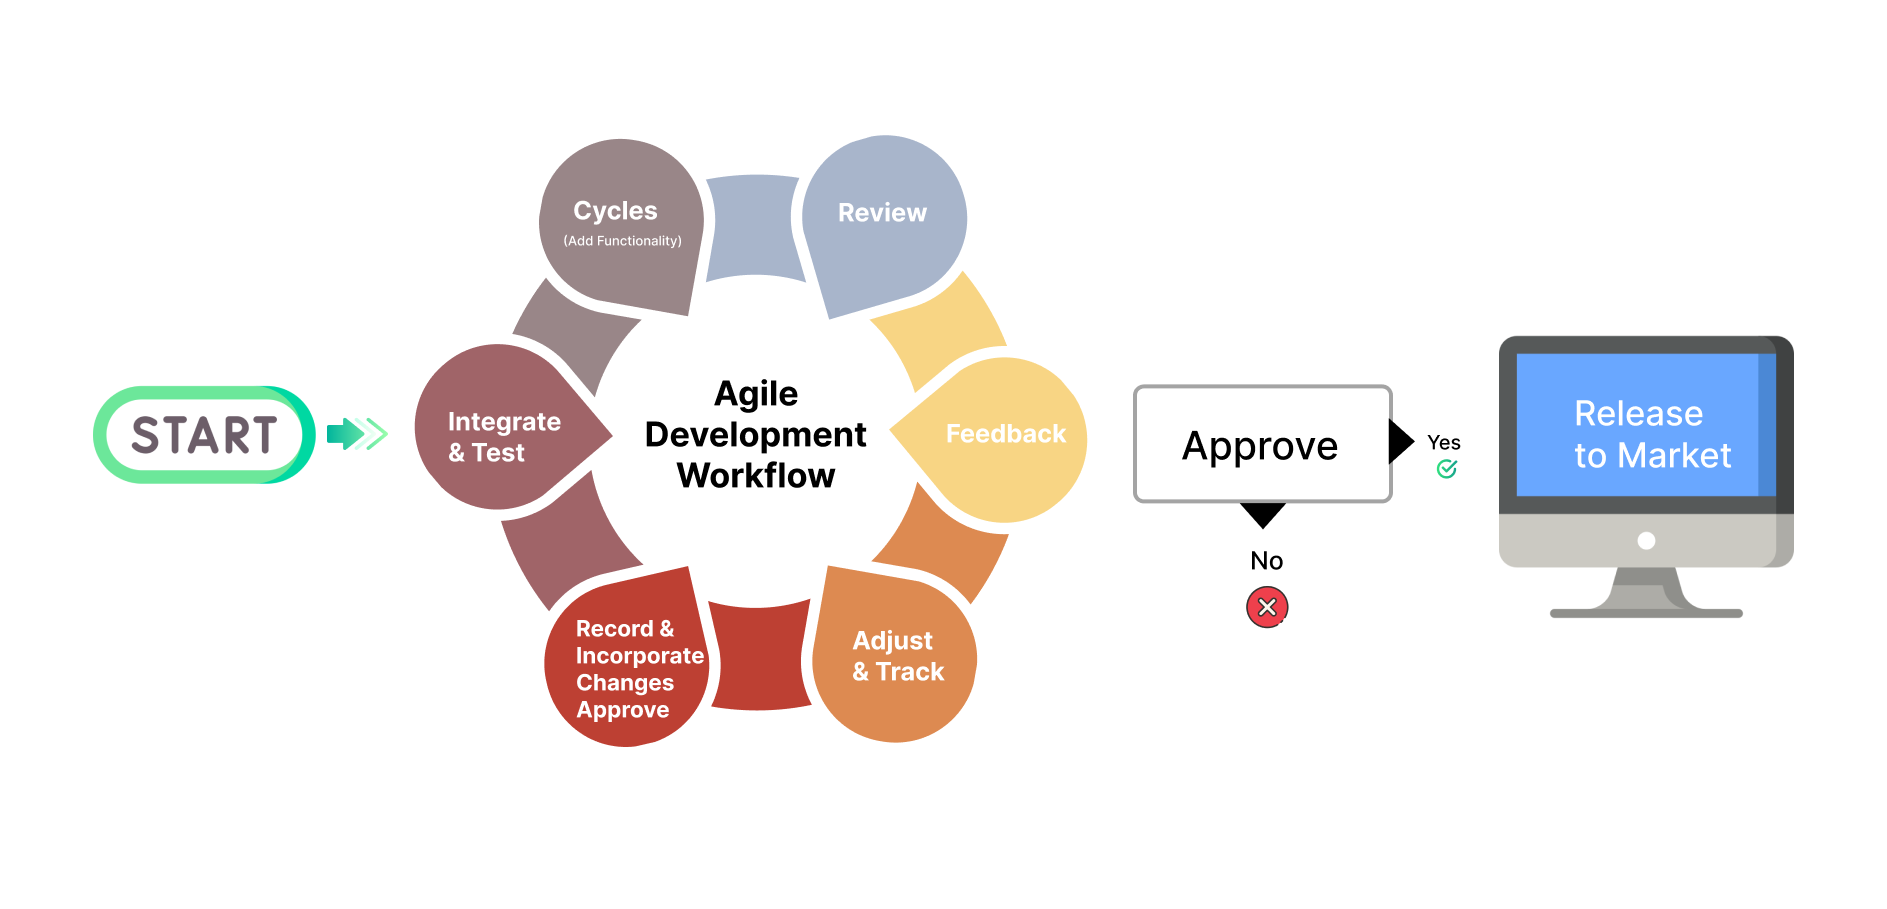 START
Cycles
(Add Functionality)
Review
Integrate
& Test
Agile
Development
Workflow
Feedback
Record &
Incorporate
Changes
Approve
Adjust
& Track
Approve
Yes
No
Release
to Market